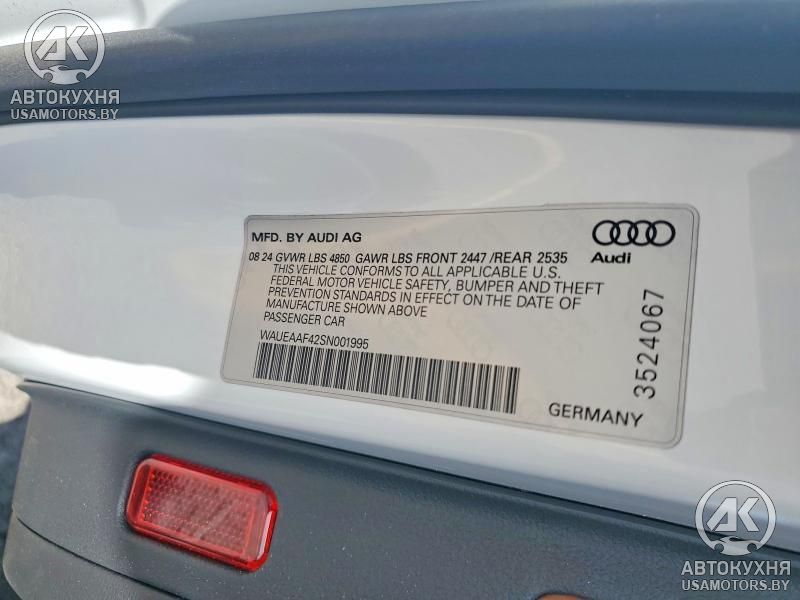 AK
АВТОКУХНЯ
USAMOTORS.BY
MFD. BY AUDI AG
Audi
08 24 GVWR LBS 4850 GAWR LBS FRONT 2447 /REAR 2535
THIS VEHICLE CONFORMS TO ALL APPLICABLE U.S.
FEDERAL MOTOR VEHICLE SAFETY, BUMPER AND THEFT
PREVENTION STANDARDS IN EFFECT ON THE DATE OF
MANUFACTURE SHOWN ABOVE
PASSENGER CAR
WAUEAAF42SN001995
3524067
GERMANY
AK
АВТОКУХНЯ
USAMOTORS.BY